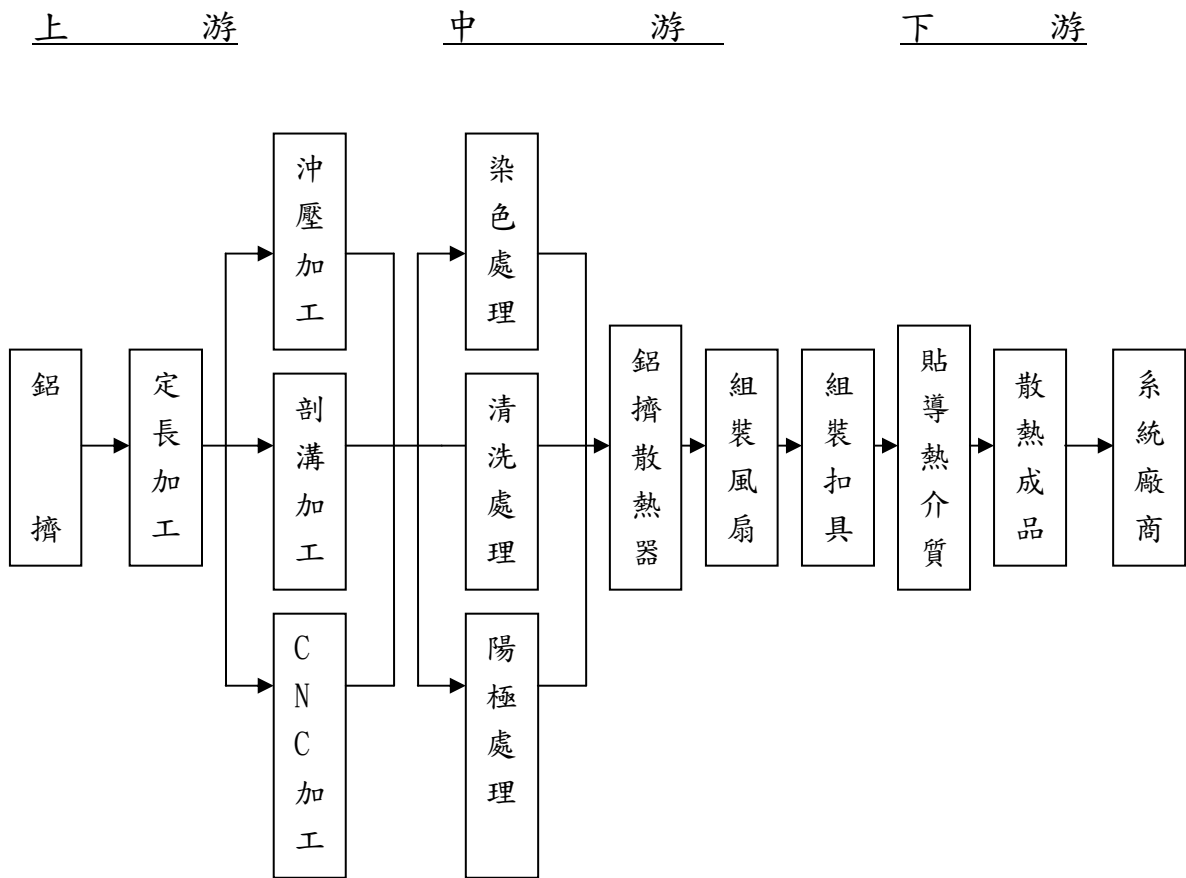 上游
中游
下游
鋁擠
定長加工
沖壓加工
剖溝加工
CNC加工
染色處理
清洗處理
陽極處理
鋁擠散熱器
組裝風扇
組裝扣具
貼導熱介質
散熱成品
系統廠商